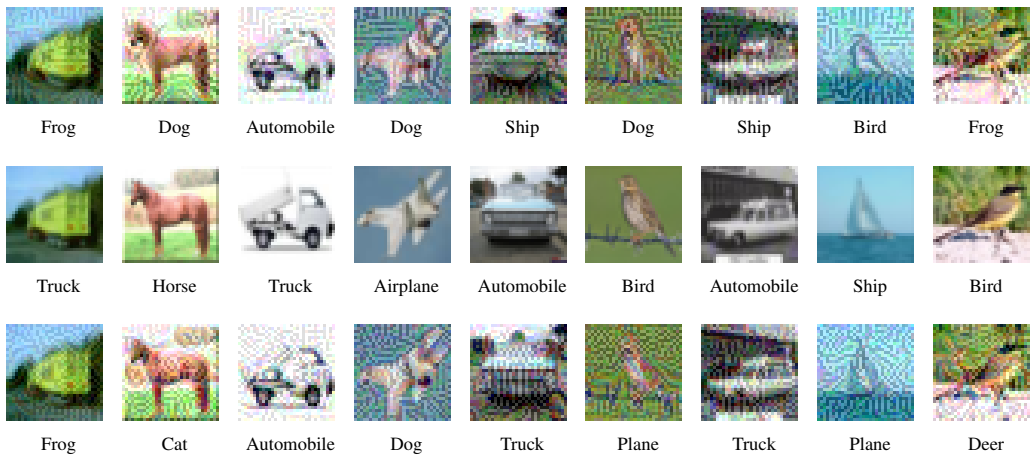 Frog Dog Automobile Dog Ship Dog Ship Bird Frog
Truck Horse Truck Airplane Automobile Bird Automobile Ship Bird
Frog Cat Automobile Dog Truck Plane Truck Plane Deer